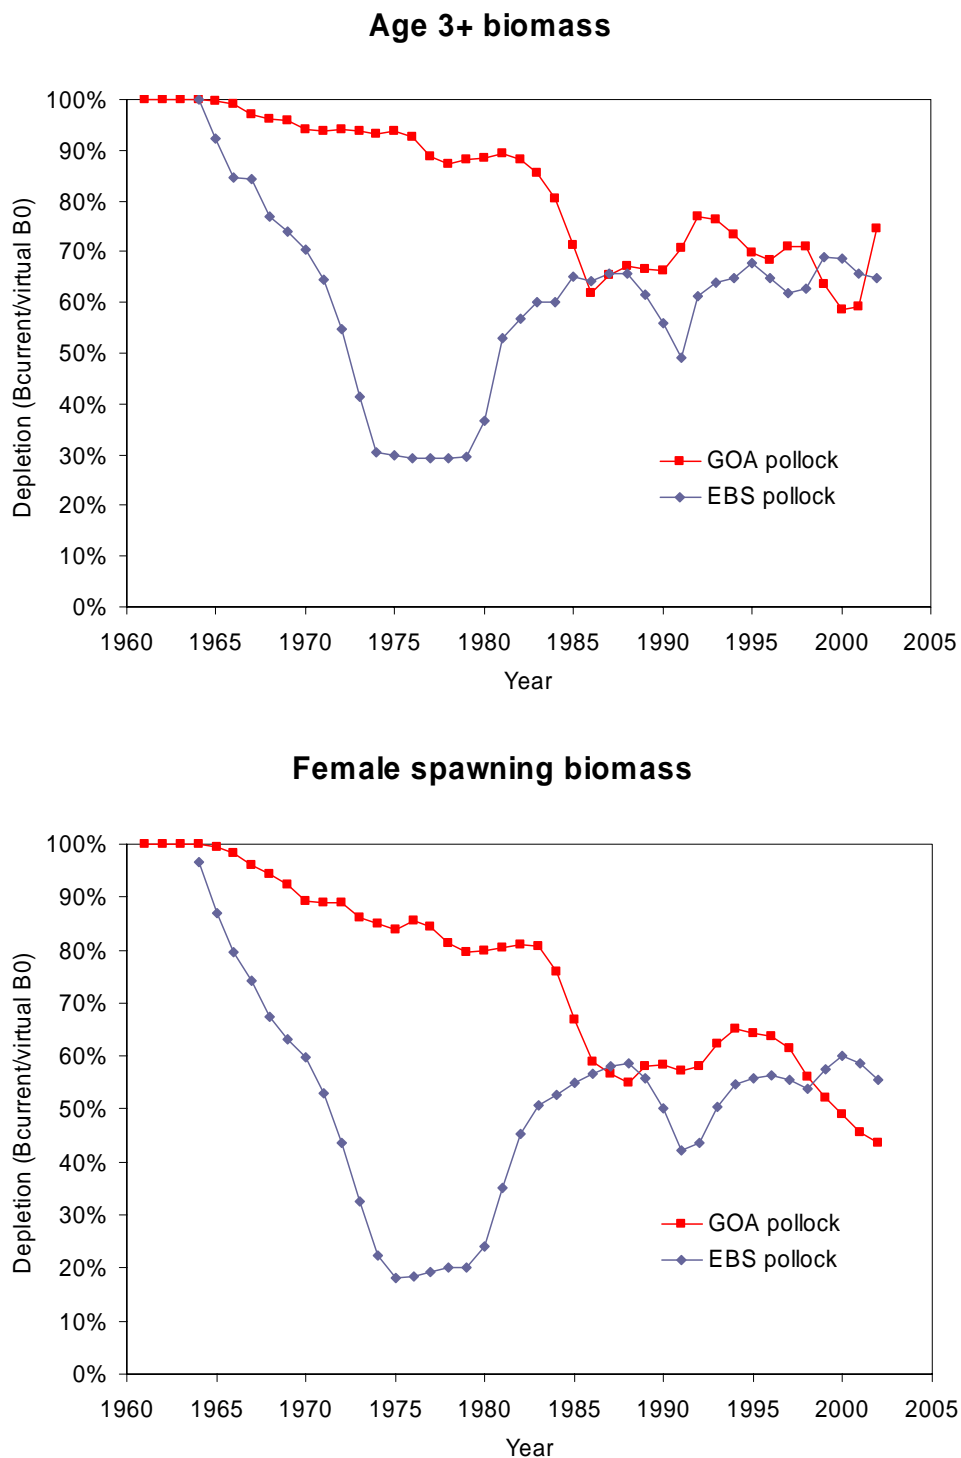 Age 3+ biomass
100%
90%
80%
70%
60%
50%
40%
30%
20%
10%
0%
Depletion (Bcurrent/virtual B0)
GOA pollock
EBS pollock
1960 1965 1970 1975 1980 1985 1990 1995 2000 2005
Year
Female spawning biomass
100%
90%
80%
70%
60%
50%
40%
30%
20%
10%
0%
Depletion (Bcurrent/virtual B0)
GOA pollock
EBS pollock
1960 1965 1970 1975 1980 1985 1990 1995 2000 2005
Year